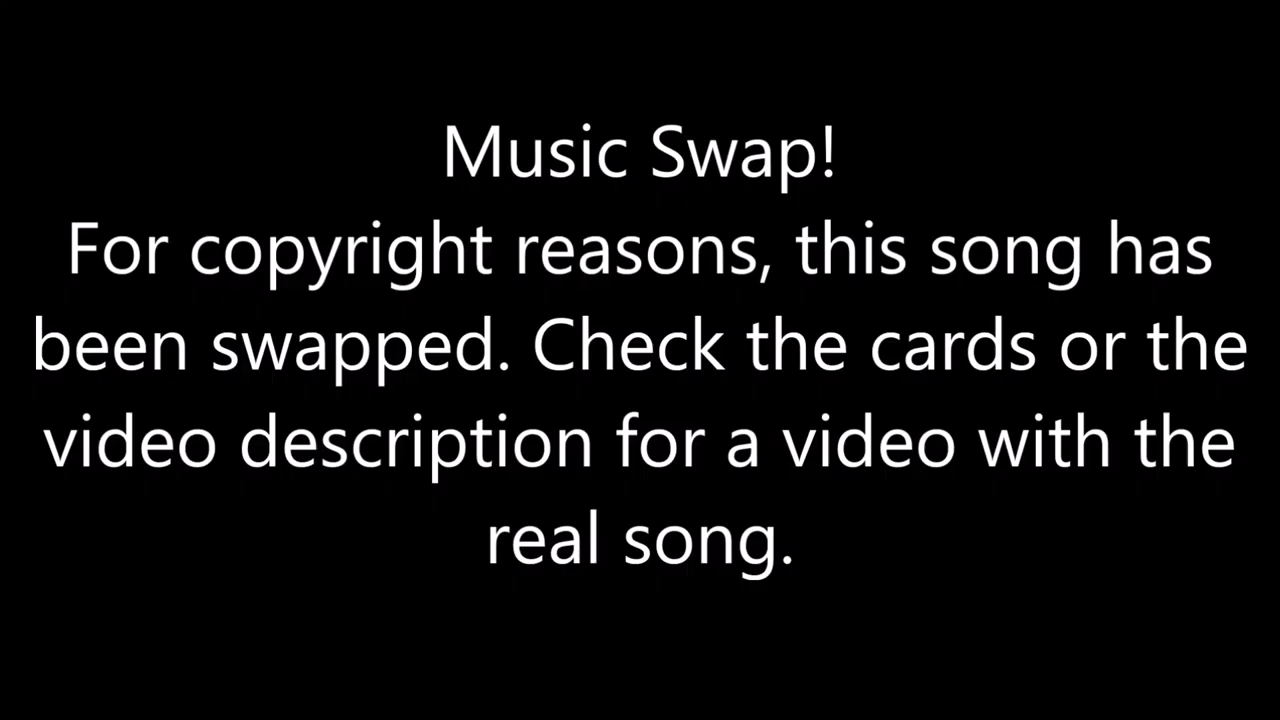 Music Swap!
For copyright reasons, this song has
been swapped. Check the cards or the
video description for a video with the
real song.